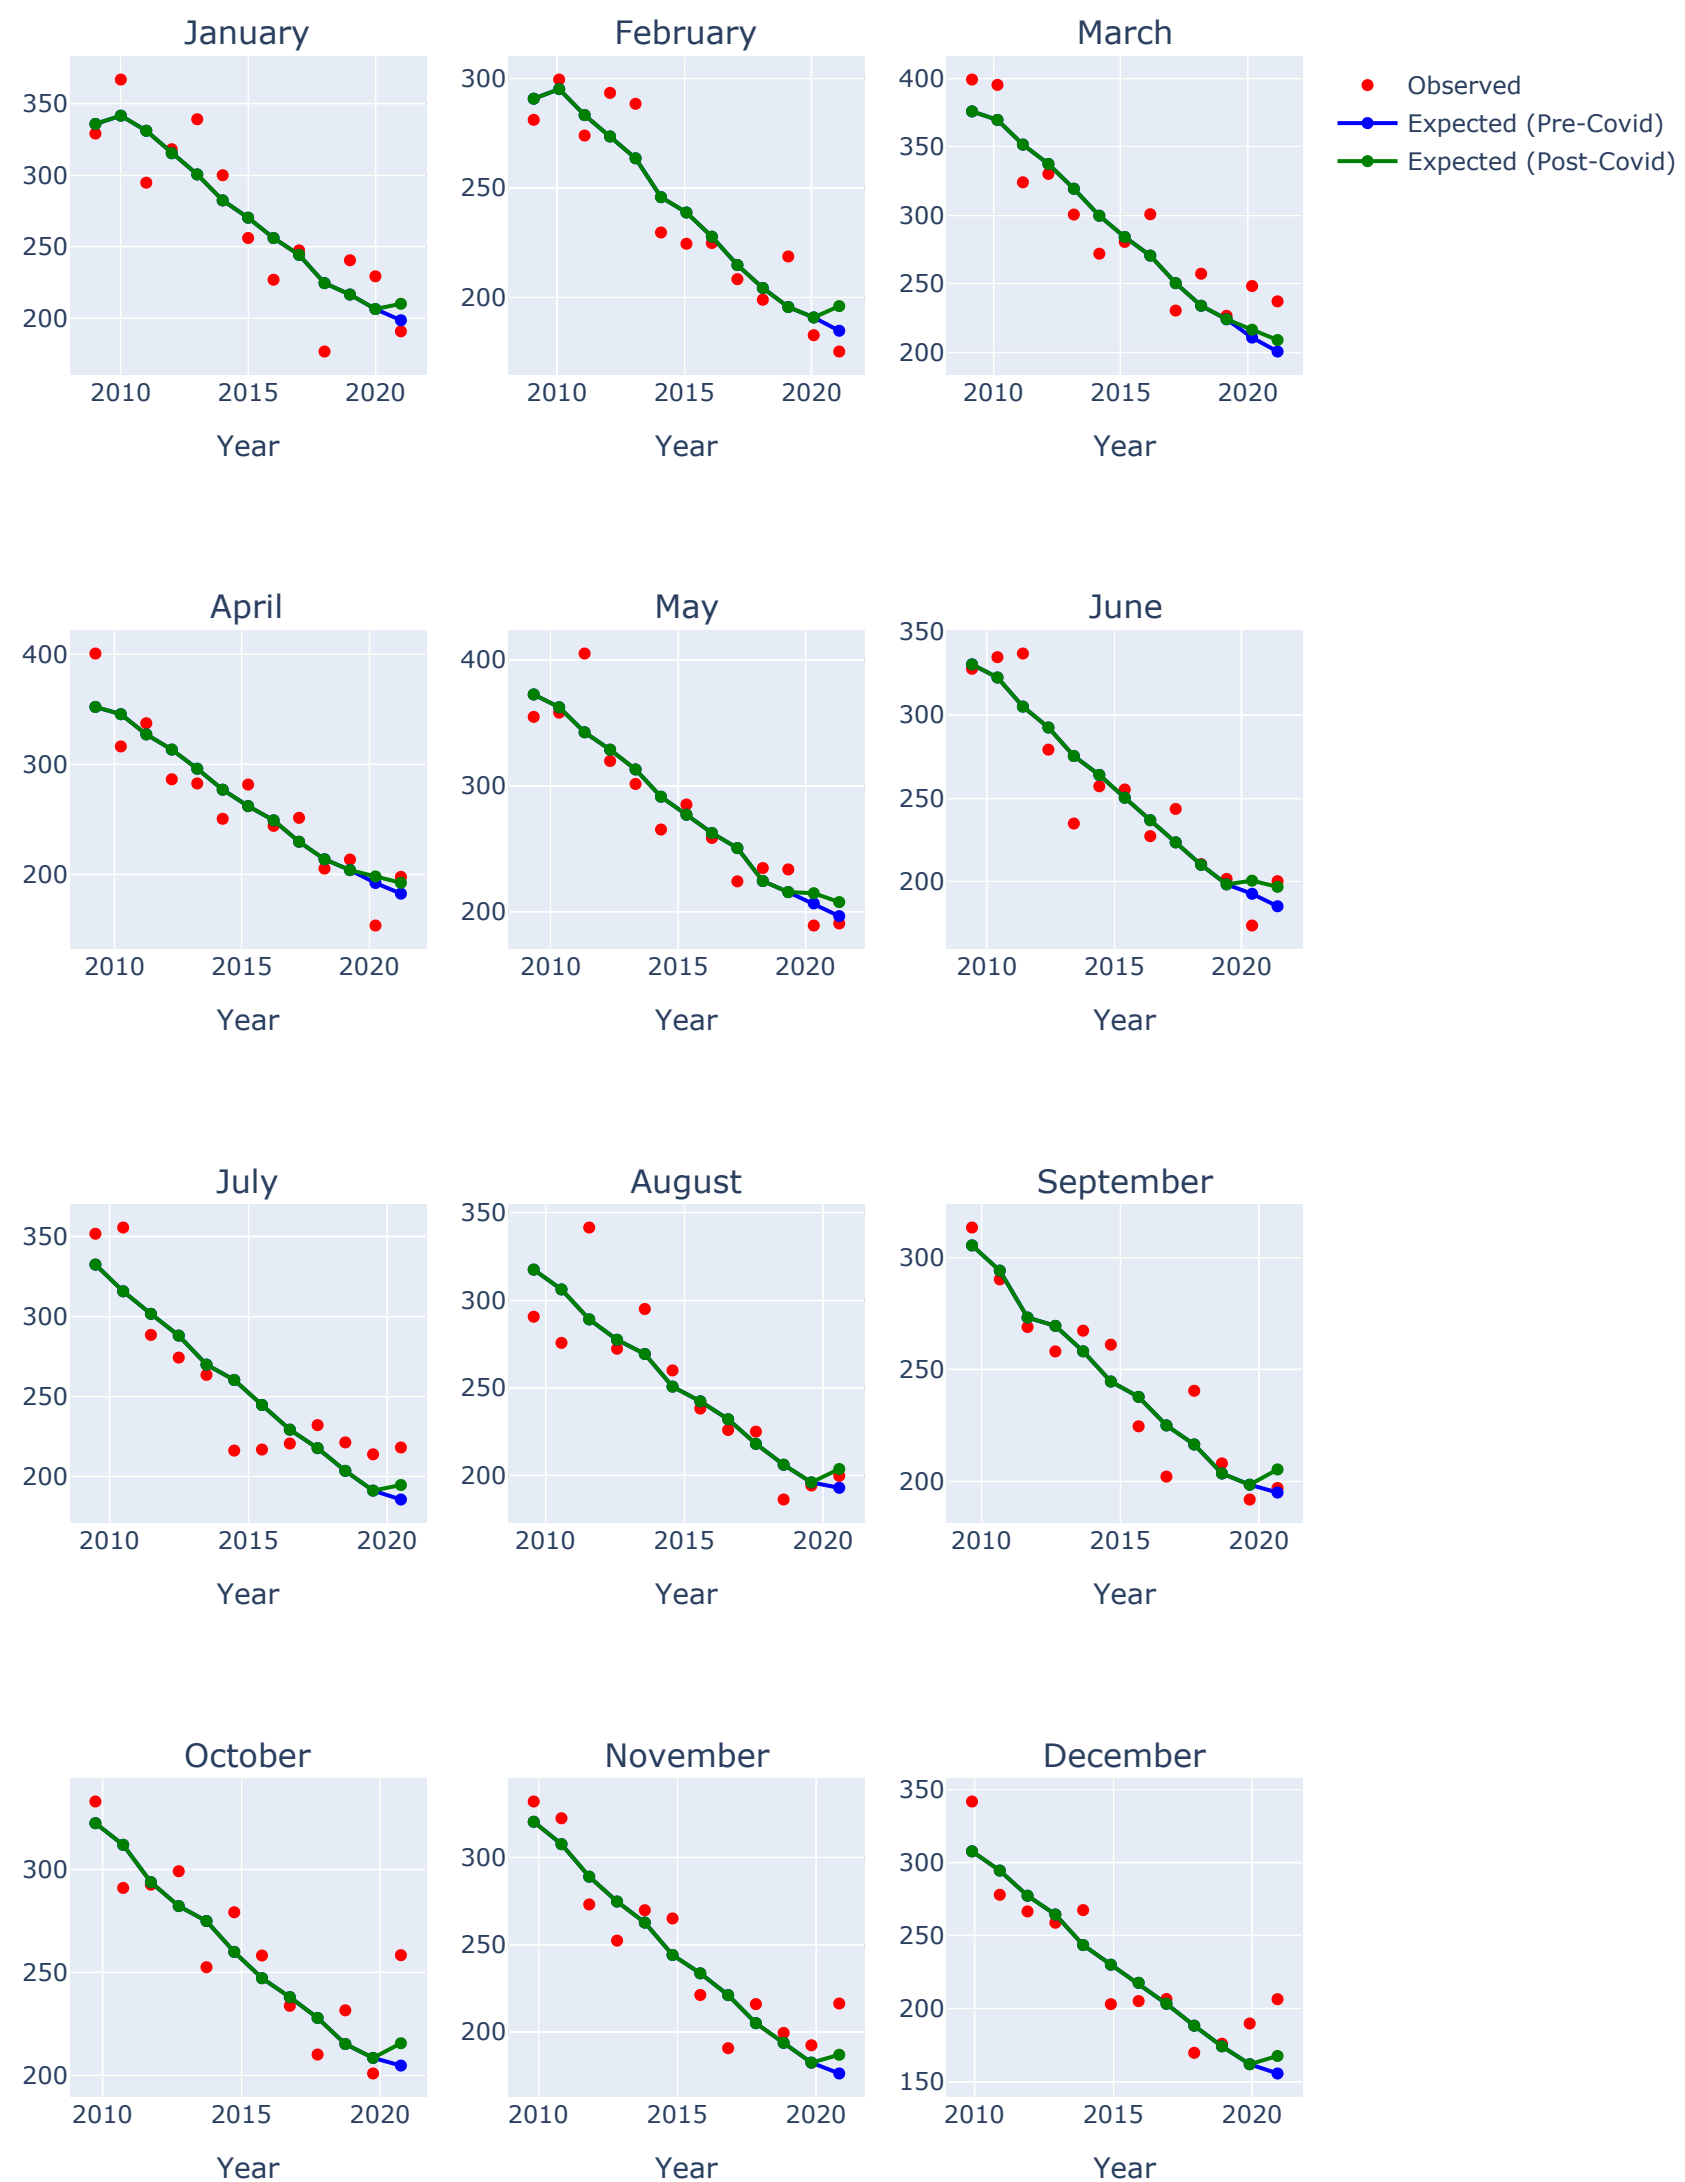 January
350
300
250
200
2010 2015 2020
Year
February
300
250
200
2010 2015 2020
Year
March
400
350
300
250
200
2010 2015 2020
Year
Observed
Expected (Pre-Covid)
Expected (Post-Covid)
April
400
300
200
2010 2015 2020
Year
May
400
300
200
2010 2015 2020
Year
June
350
300
250
200
2010 2015 2020
Year
July
350
300
250
200
2010 2015 2020
Year
August
350
300
250
200
2010 2015 2020
Year
September
300
250
200
2010 2015 2020
Year
October
300
250
200
2010 2015 2020
Year
November
300
250
200
2010 2015 2020
Year
December
350
300
250
200
150
2010 2015 2020
Year